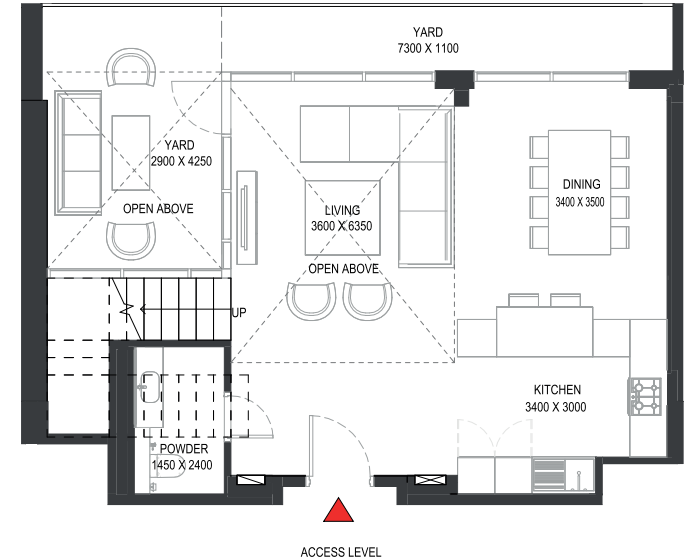 YARD
7300 X 1100
YARD
2900 X 4250
OPEN ABOVE
LIVING
3600 X 6350
OPEN ABOVE
DINING
3400 X 3500
UP
KITCHEN
3400 X 3000
POWDER
1450 X 2400
ACCESS LEVEL